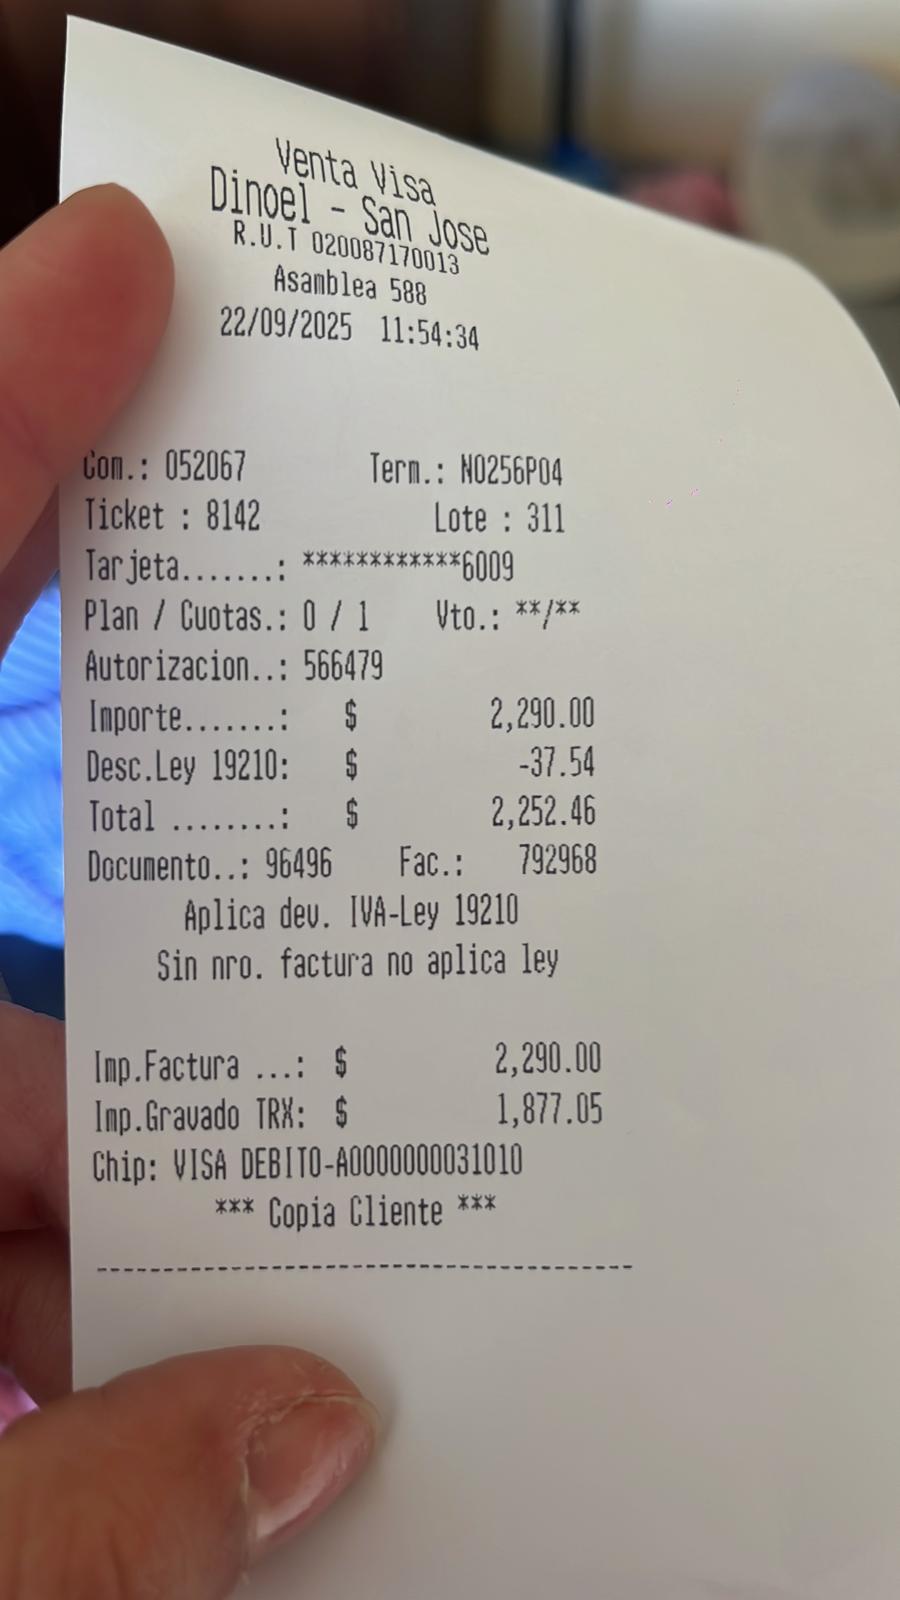 Venta Visa
Dinoel - San Jose
R.U.T 020087170013
Asamblea 588
22/09/2025 11:54:34
Com.: 052067 Term.: N0256P04
Ticket : 8142 Lote : 311
Tarjeta.......: ************6009
Plan / Cuotas.: 0 / 1 Vto.: **/**
Autorizacion..: 566479
Importe.......: $ 2,290.00
Desc.Ley 19210: $ -37.54
Total ........: $ 2,252.46
Documento..: 96496 Fac.: 792968
Aplica dev. IVA-Ley 19210
Sin nro. factura no aplica ley
Imp.Factura ...: $ 2,290.00
Imp.Gravado TRX: $ 1,877.05
Chip: VISA DEBITO-A0000000031010
*** Copia Cliente ***